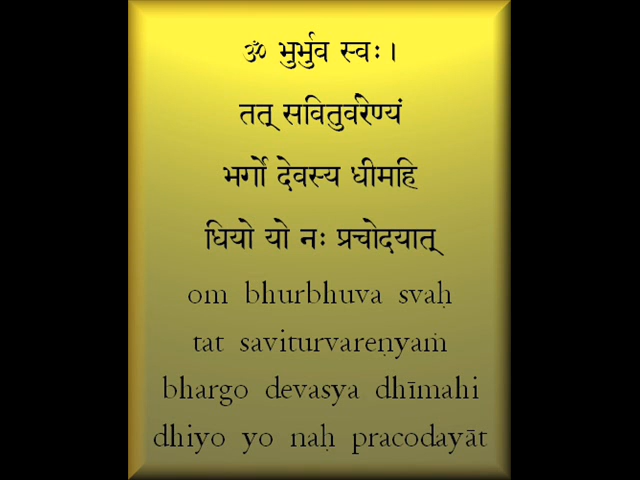 ॐ भुर्भुव स्वः।
तत् सवितुर्वरेण्यं
भर्गो देवस्य धीमहि
धियो यो नः प्रचोदयात्
om bhurbhuva svaḥ
tat saviturvareṇyaṁ
bhargo devasya dhīmahi
dhiyo yo naḥ pracodayāt